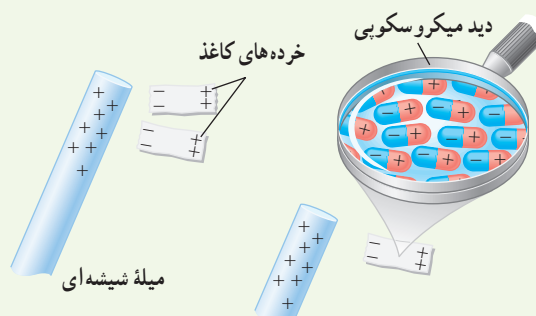 دید میکروسکوپی
خرده‌های کاغذ
میلهٔ شیشه‌ای